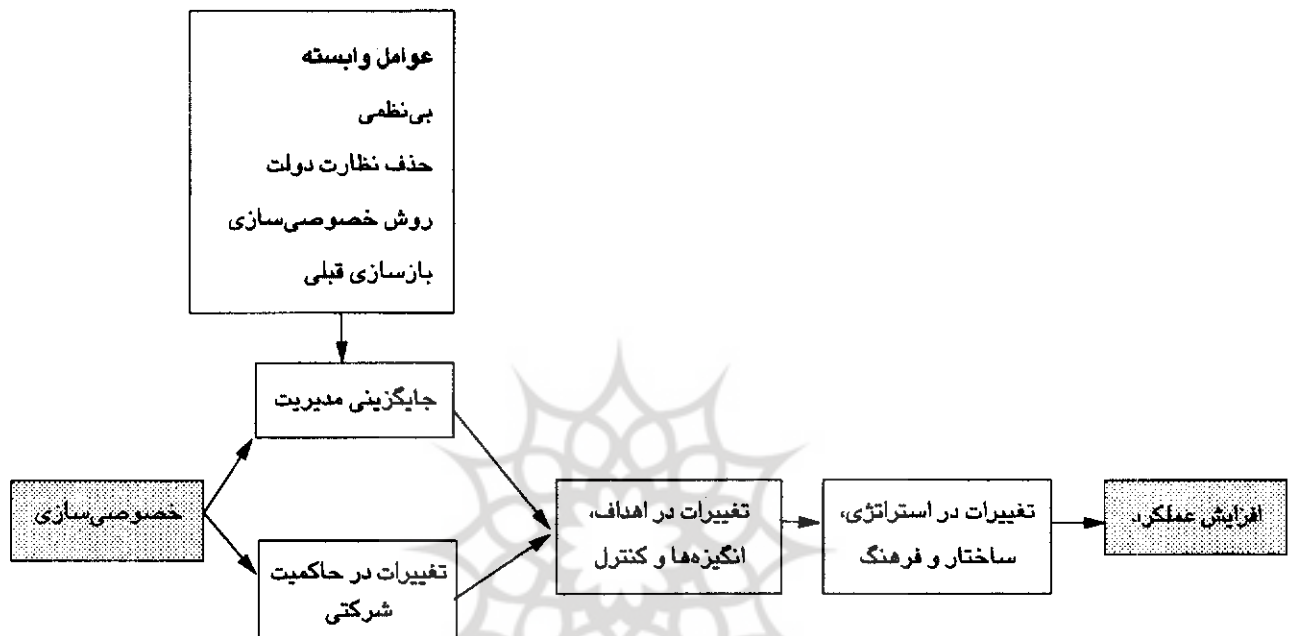 عوامل وابسته
بی‌نظمی
حذف نظارت دولت
روش خصوصی‌سازی
بازسازی قبلی
جایگزینی مدیریت
خصوصی‌سازی
تغییرات در حاکمیت
شرکتی
تغییرات در اهداف،
انگیزه‌ها و کنترل
تغییرات در استراتژی،
ساختار و فرهنگ
افزایش عملکرد